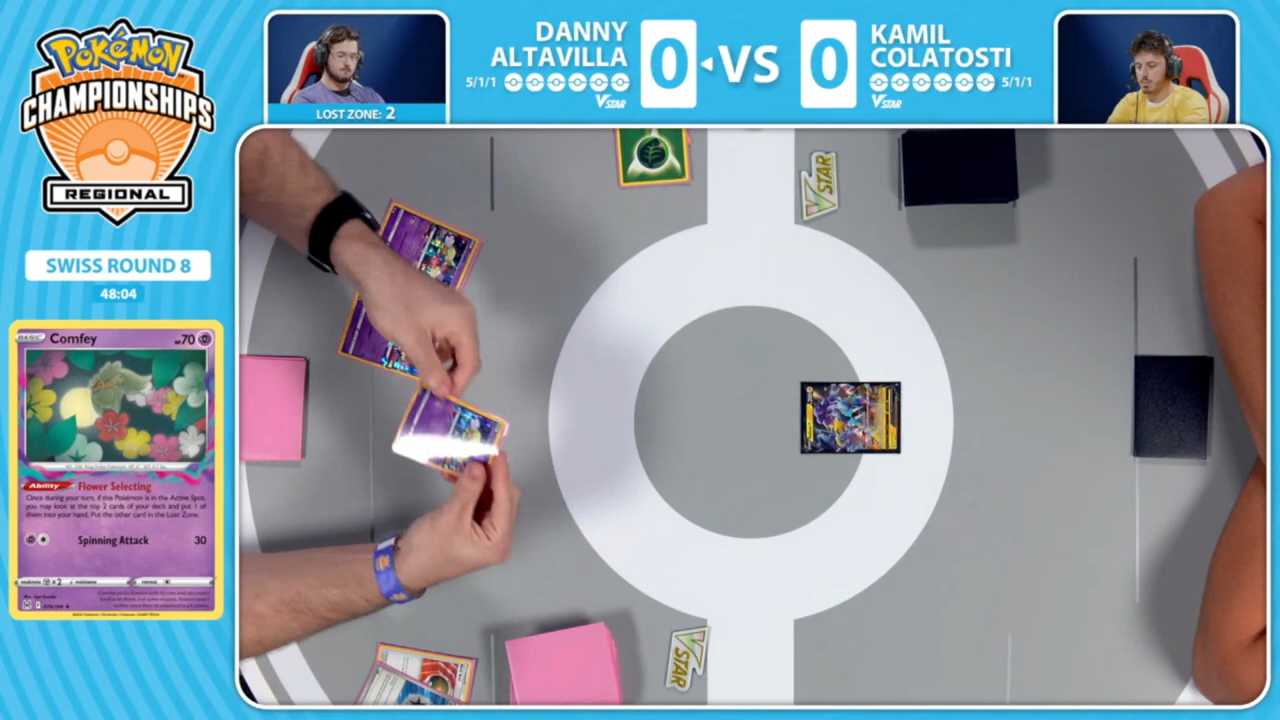 Pokémon
CHAMPIONSHIPS
REGIONAL
SWISS ROUND 8
48:04
DANNY
ALTAVILLA
5/1/1
VSTAR
0
VS
0
KAMIL
COLATOSTI
5/1/1
VSTAR
LOST ZONE: 2
VSTAR
VSTAR
BASIC
Comfey
HP70
Ability
Flower Selecting
Once during your turn, if this Pokémon is in the Active Spot,
you may look at the top 2 cards of your deck and put 1 of
them into your hand. Put the other card in the Lost Zone.
Spinning Attack
30
weakness
x2
resistance
retreat